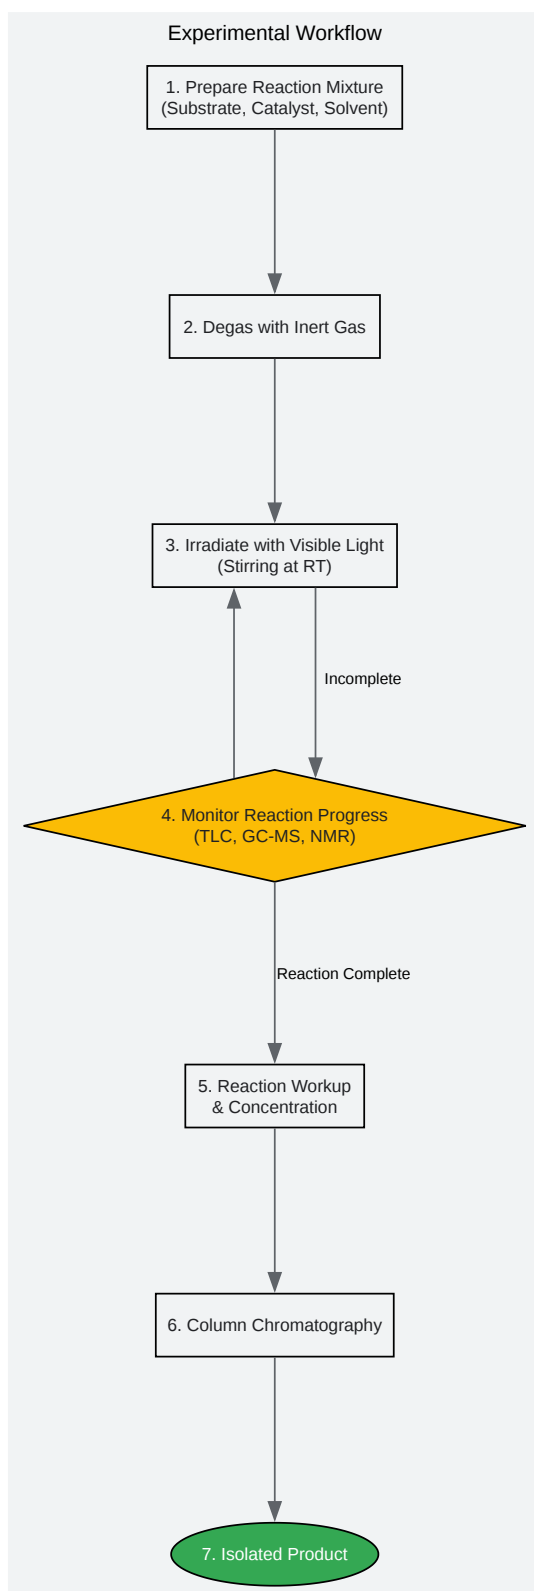 Experimental Workflow
1. Prepare Reaction Mixture
(Substrate, Catalyst, Solvent)
2. Degas with Inert Gas
3. Irradiate with Visible Light
(Stirring at RT)
Incomplete
4. Monitor Reaction Progress
(TLC, GC-MS, NMR)
Reaction Complete
5. Reaction Workup
& Concentration
6. Column Chromatography
7. Isolated Product